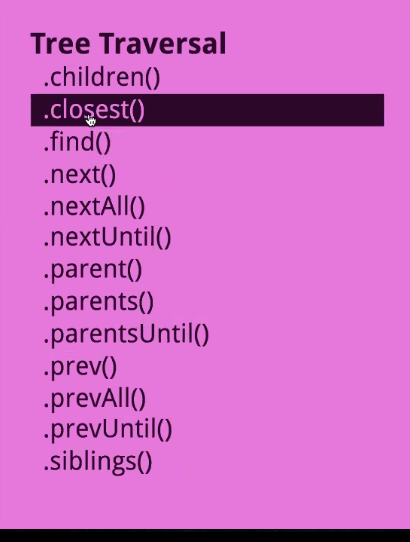 Tree Traversal
.children()
.closest()
.find()
.next()
.nextAll()
.nextUntil()
.parent()
.parents()
.parentsUntil()
.prev()
.prevAll()
.prevUntil()
.siblings()